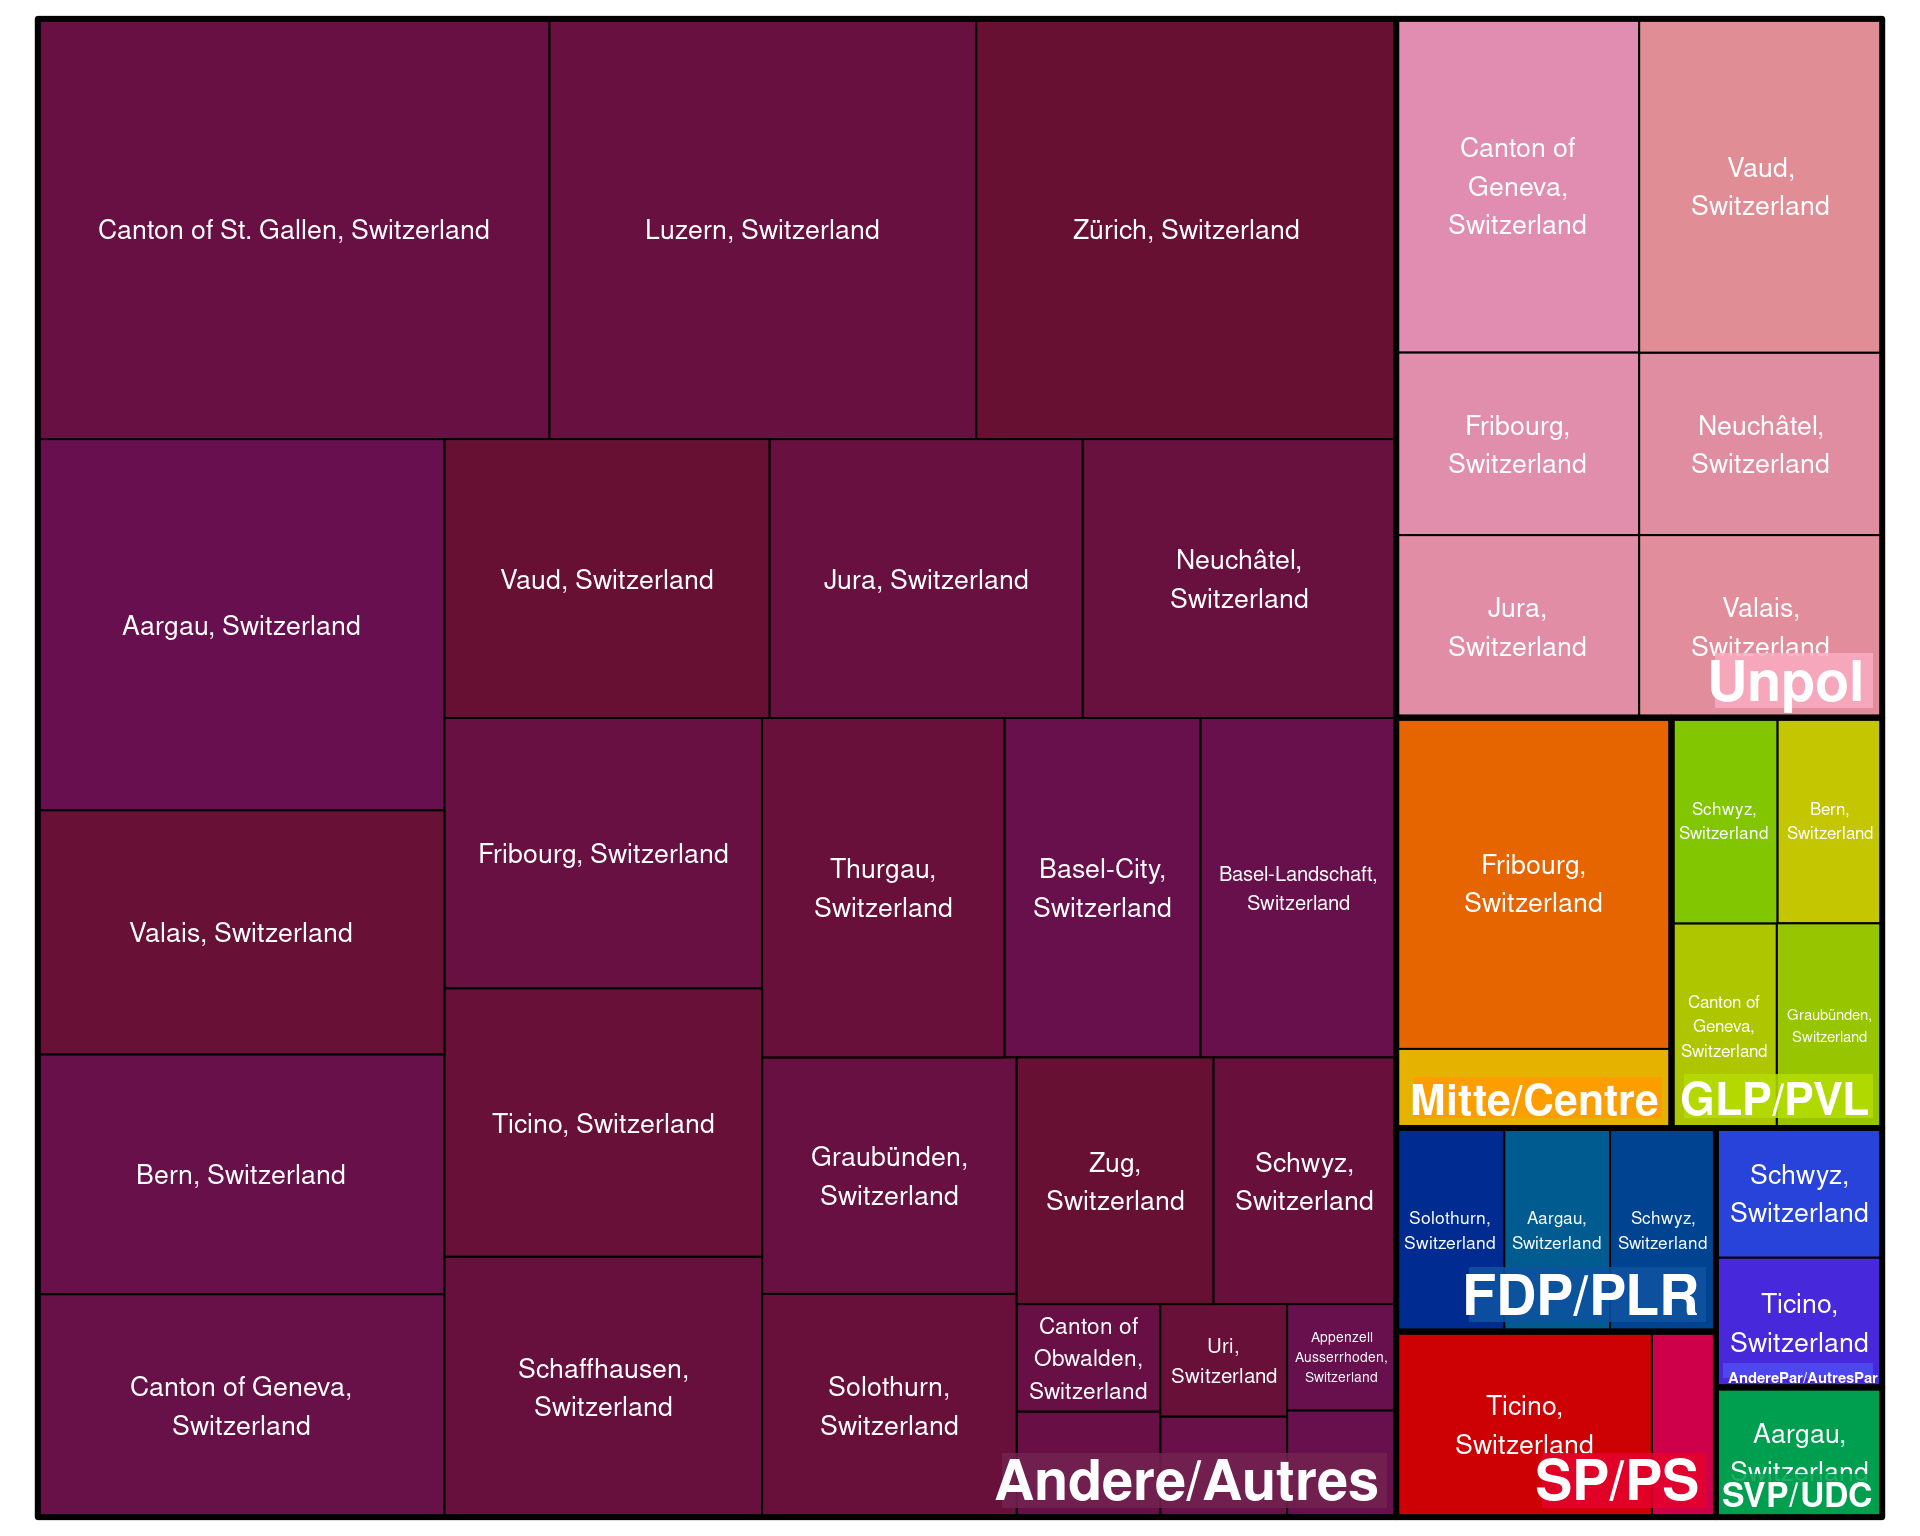 Canton of St. Gallen, Switzerland
Luzern, Switzerland
Zürich, Switzerland
Aargau, Switzerland
Vaud, Switzerland
Jura, Switzerland
Neuchâtel,
Switzerland
Valais, Switzerland
Fribourg, Switzerland
Thurgau,
Switzerland
Basel-City,
Switzerland
Basel-Landschaft,
Switzerland
Bern, Switzerland
Ticino, Switzerland
Graubünden,
Switzerland
Zug,
Switzerland
Schwyz,
Switzerland
Canton of Geneva,
Switzerland
Schaffhausen,
Switzerland
Solothurn,
Switzerland
Canton of
Obwalden,
Switzerland
Uri,
Switzerland
Appenzell
Ausserrhoden,
Switzerland
Andere/Autres
Canton of
Geneva,
Switzerland
Vaud,
Switzerland
Fribourg,
Switzerland
Neuchâtel,
Switzerland
Jura,
Switzerland
Valais,
Switzerland
Unpol
Fribourg,
Switzerland
Mitte/Centre
Schwyz,
Switzerland
Bern,
Switzerland
Canton of
Geneva,
Switzerland
Graubünden,
Switzerland
GLP/PVL
Solothurn,
Switzerland
Aargau,
Switzerland
Schwyz,
Switzerland
FDP/PLR
Schwyz,
Switzerland
Ticino,
Switzerland
AnderePar/AutresPar
Ticino,
Switzerland
SP/PS
Aargau,
Switzerland
SVP/UDC